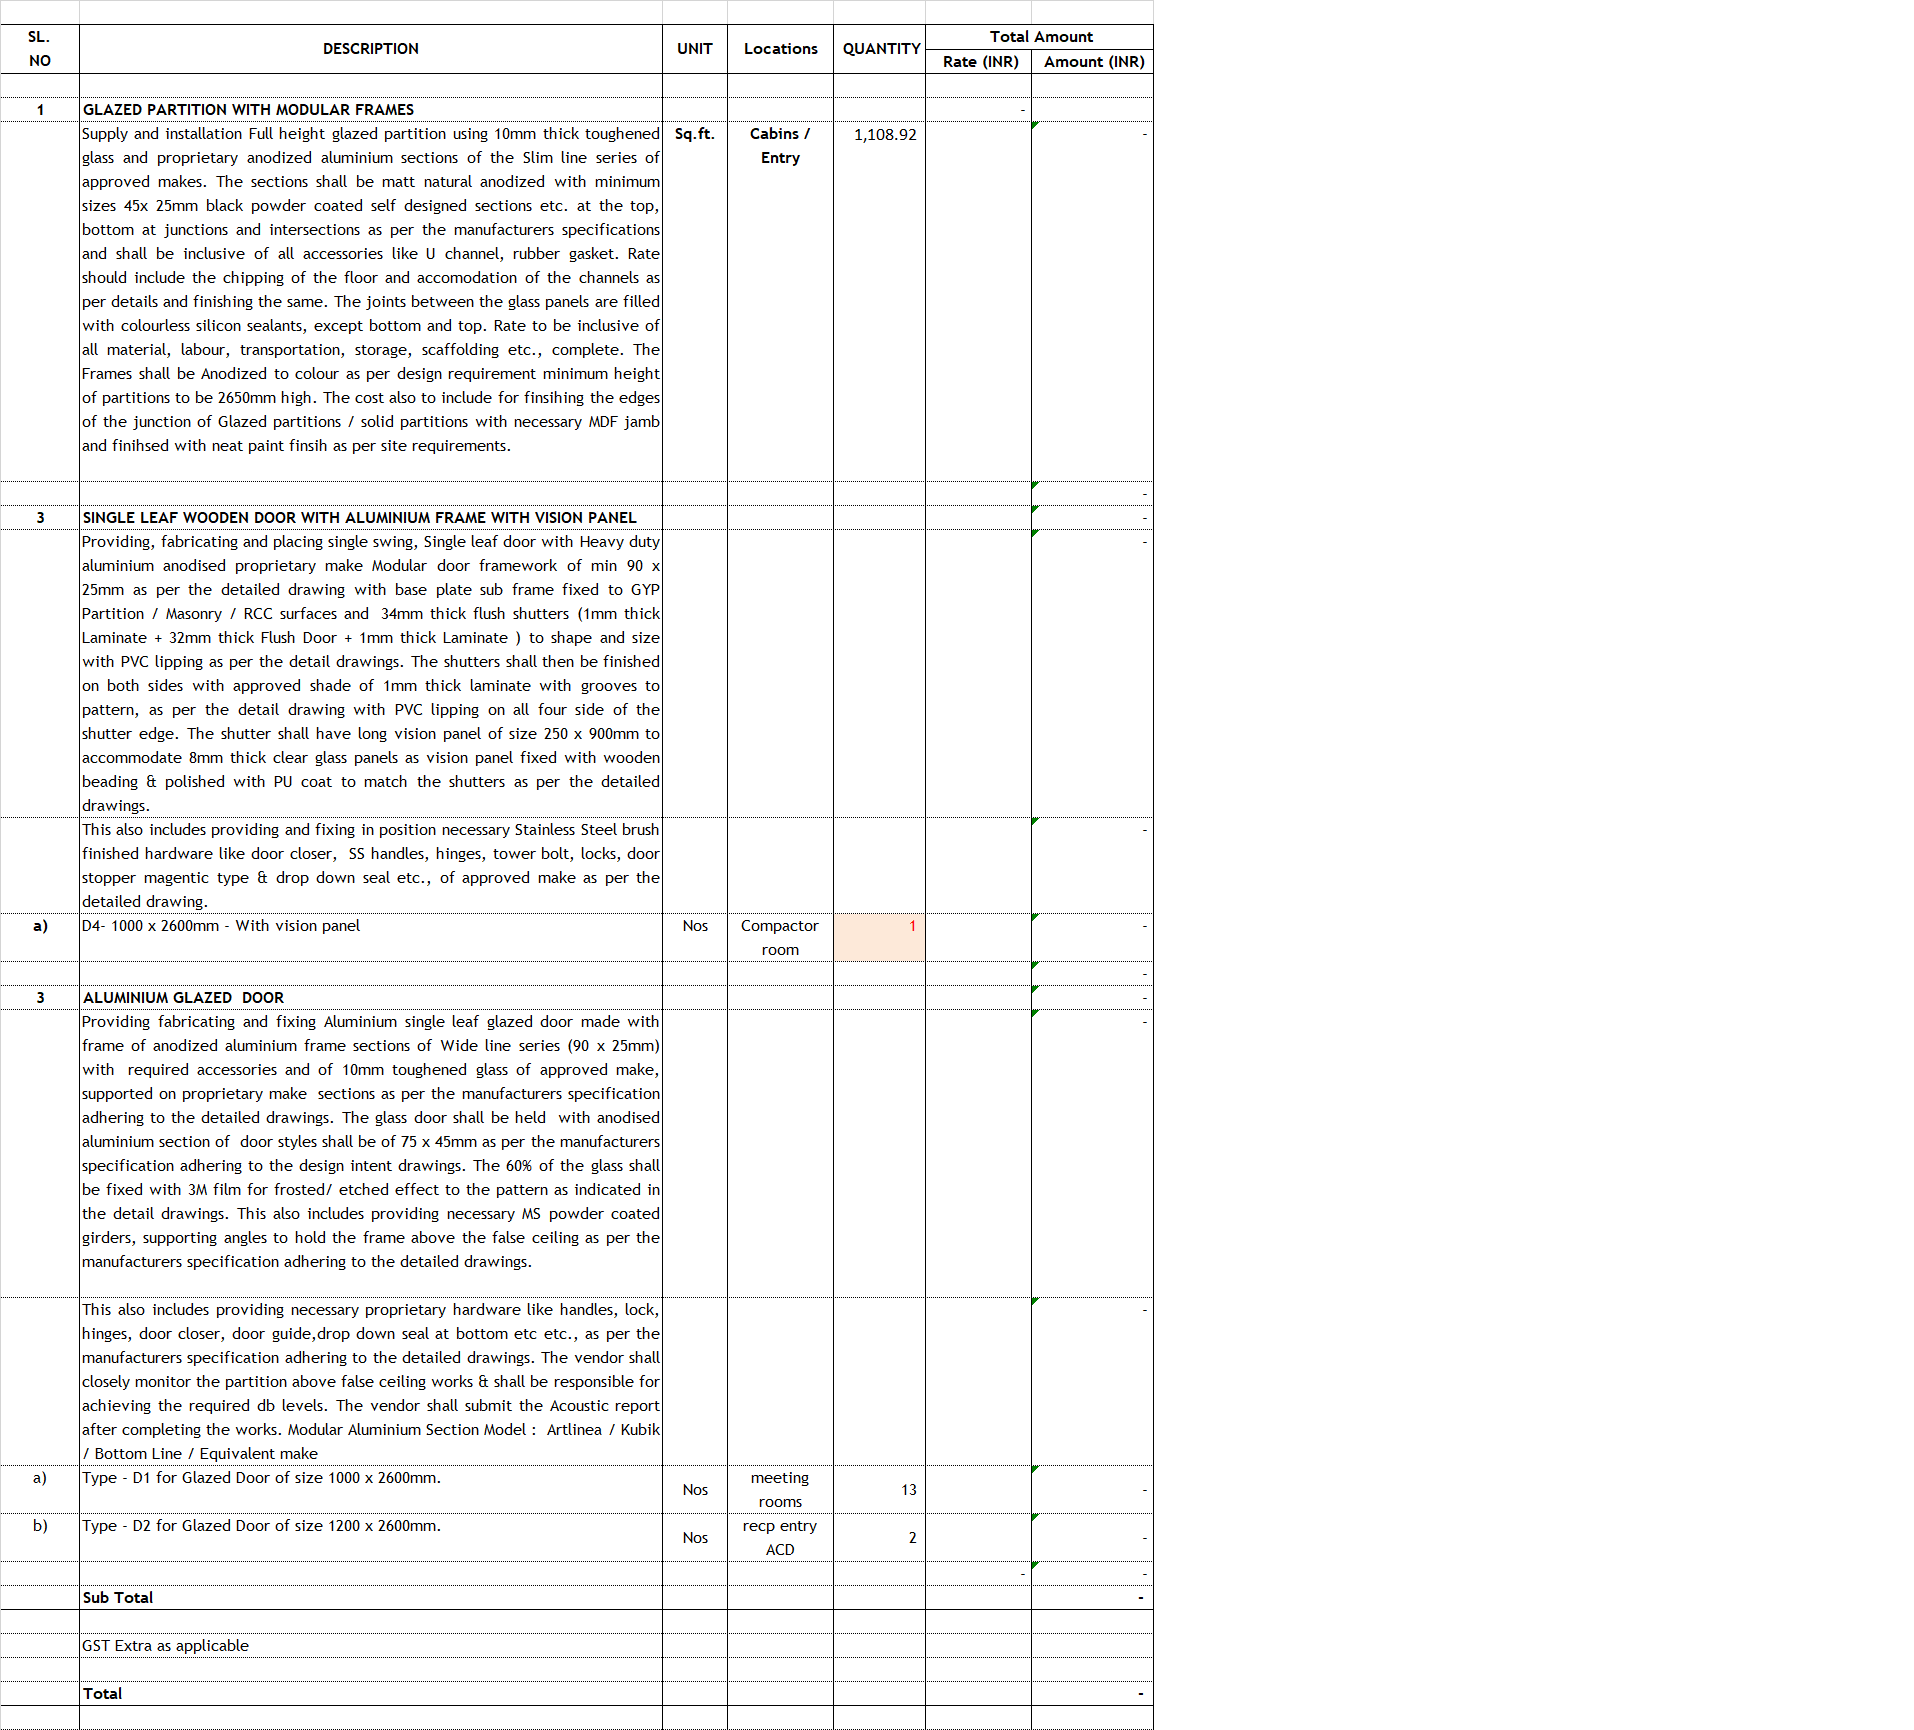 SL. NO DESCRIPTION UNIT Locations QUANTITY Total Amount
Rate (INR) Amount (INR)
1 GLAZED PARTITION WITH MODULAR FRAMES -
Supply and installation Full height glazed partition using 10mm thick toughened Sq.ft. Cabins / 1,108.92 -
glass and proprietary anodized aluminium sections of the Slim line series of Entry
approved makes. The sections shall be matt natural anodized with minimum
sizes 45x 25mm black powder coated self designed sections etc. at the top,
bottom at junctions and intersections as per the manufacturers specifications
and shall be inclusive of all accessories like U channel, rubber gasket. Rate
should include the chipping of the floor and accomodation of the channels as
per details and finishing the same. The joints between the glass panels are filled
with colourless silicon sealants, except bottom and top. Rate to be inclusive of
all material, labour, transportation, storage, scaffolding etc., complete. The
Frames shall be Anodized to colour as per design requirement minimum height
of partitions to be 2650mm high. The cost also to include for finsihing the edges
of the junction of Glazed partitions / solid partitions with necessary MDF jamb
and finihsed with neat paint finsih as per site requirements.
-
3 SINGLE LEAF WOODEN DOOR WITH ALUMINIUM FRAME WITH VISION PANEL -
Providing, fabricating and placing single swing, Single leaf door with Heavy duty -
aluminium anodised proprietary make Modular door framework of min 90 x
25mm as per the detailed drawing with base plate sub frame fixed to GYP
Partition / Masonry / RCC surfaces and 34mm thick flush shutters (1mm thick
Laminate + 32mm thick Flush Door + 1mm thick Laminate ) to shape and size
with PVC lipping as per the detail drawings. The shutters shall then be finished
on both sides with approved shade of 1mm thick laminate with grooves to
pattern, as per the detail drawing with PVC lipping on all four side of the
shutter edge. The shutter shall have long vision panel of size 250 x 900mm to
accommodate 8mm thick clear glass panels as vision panel fixed with wooden
beading & polished with PU coat to match the shutters as per the detailed
drawings.
This also includes providing and fixing in position necessary Stainless Steel brush -
finished hardware like door closer, SS handles, hinges, tower bolt, locks, door
stopper magentic type & drop down seal etc., of approved make as per the
detailed drawing.
a) D4- 1000 x 2600mm - With vision panel Nos Compactor 1 -
room
-
3 ALUMINIUM GLAZED DOOR -
Providing fabricating and fixing Aluminium single leaf glazed door made with -
frame of anodized aluminium frame sections of Wide line series (90 x 25mm)
with required accessories and of 10mm toughened glass of approved make,
supported on proprietary make sections as per the manufacturers specification
adhering to the detailed drawings. The glass door shall be held with anodised
aluminium section of door styles shall be of 75 x 45mm as per the manufacturers
specification adhering to the design intent drawings. The 60% of the glass shall
be fixed with 3M film for frosted/ etched effect to the pattern as indicated in
the detail drawings. This also includes providing necessary MS powder coated
girders, supporting angles to hold the frame above the false ceiling as per the
manufacturers specification adhering to the detailed drawings.
This also includes providing necessary proprietary hardware like handles, lock, -
hinges, door closer, door guide,drop down seal at bottom etc etc., as per the
manufacturers specification adhering to the detailed drawings. The vendor shall
closely monitor the partition above false ceiling works & shall be responsible for
achieving the required db levels. The vendor shall submit the Acoustic report
after completing the works. Modular Aluminium Section Model : Artlinea / Kubik
/ Bottom Line / Equivalent make
a) Type - D1 for Glazed Door of size 1000 x 2600mm. Nos meeting 13 -
rooms
b) Type - D2 for Glazed Door of size 1200 x 2600mm. Nos recp entry 2 -
ACD
- -
Sub Total -
GST Extra as applicable
Total -